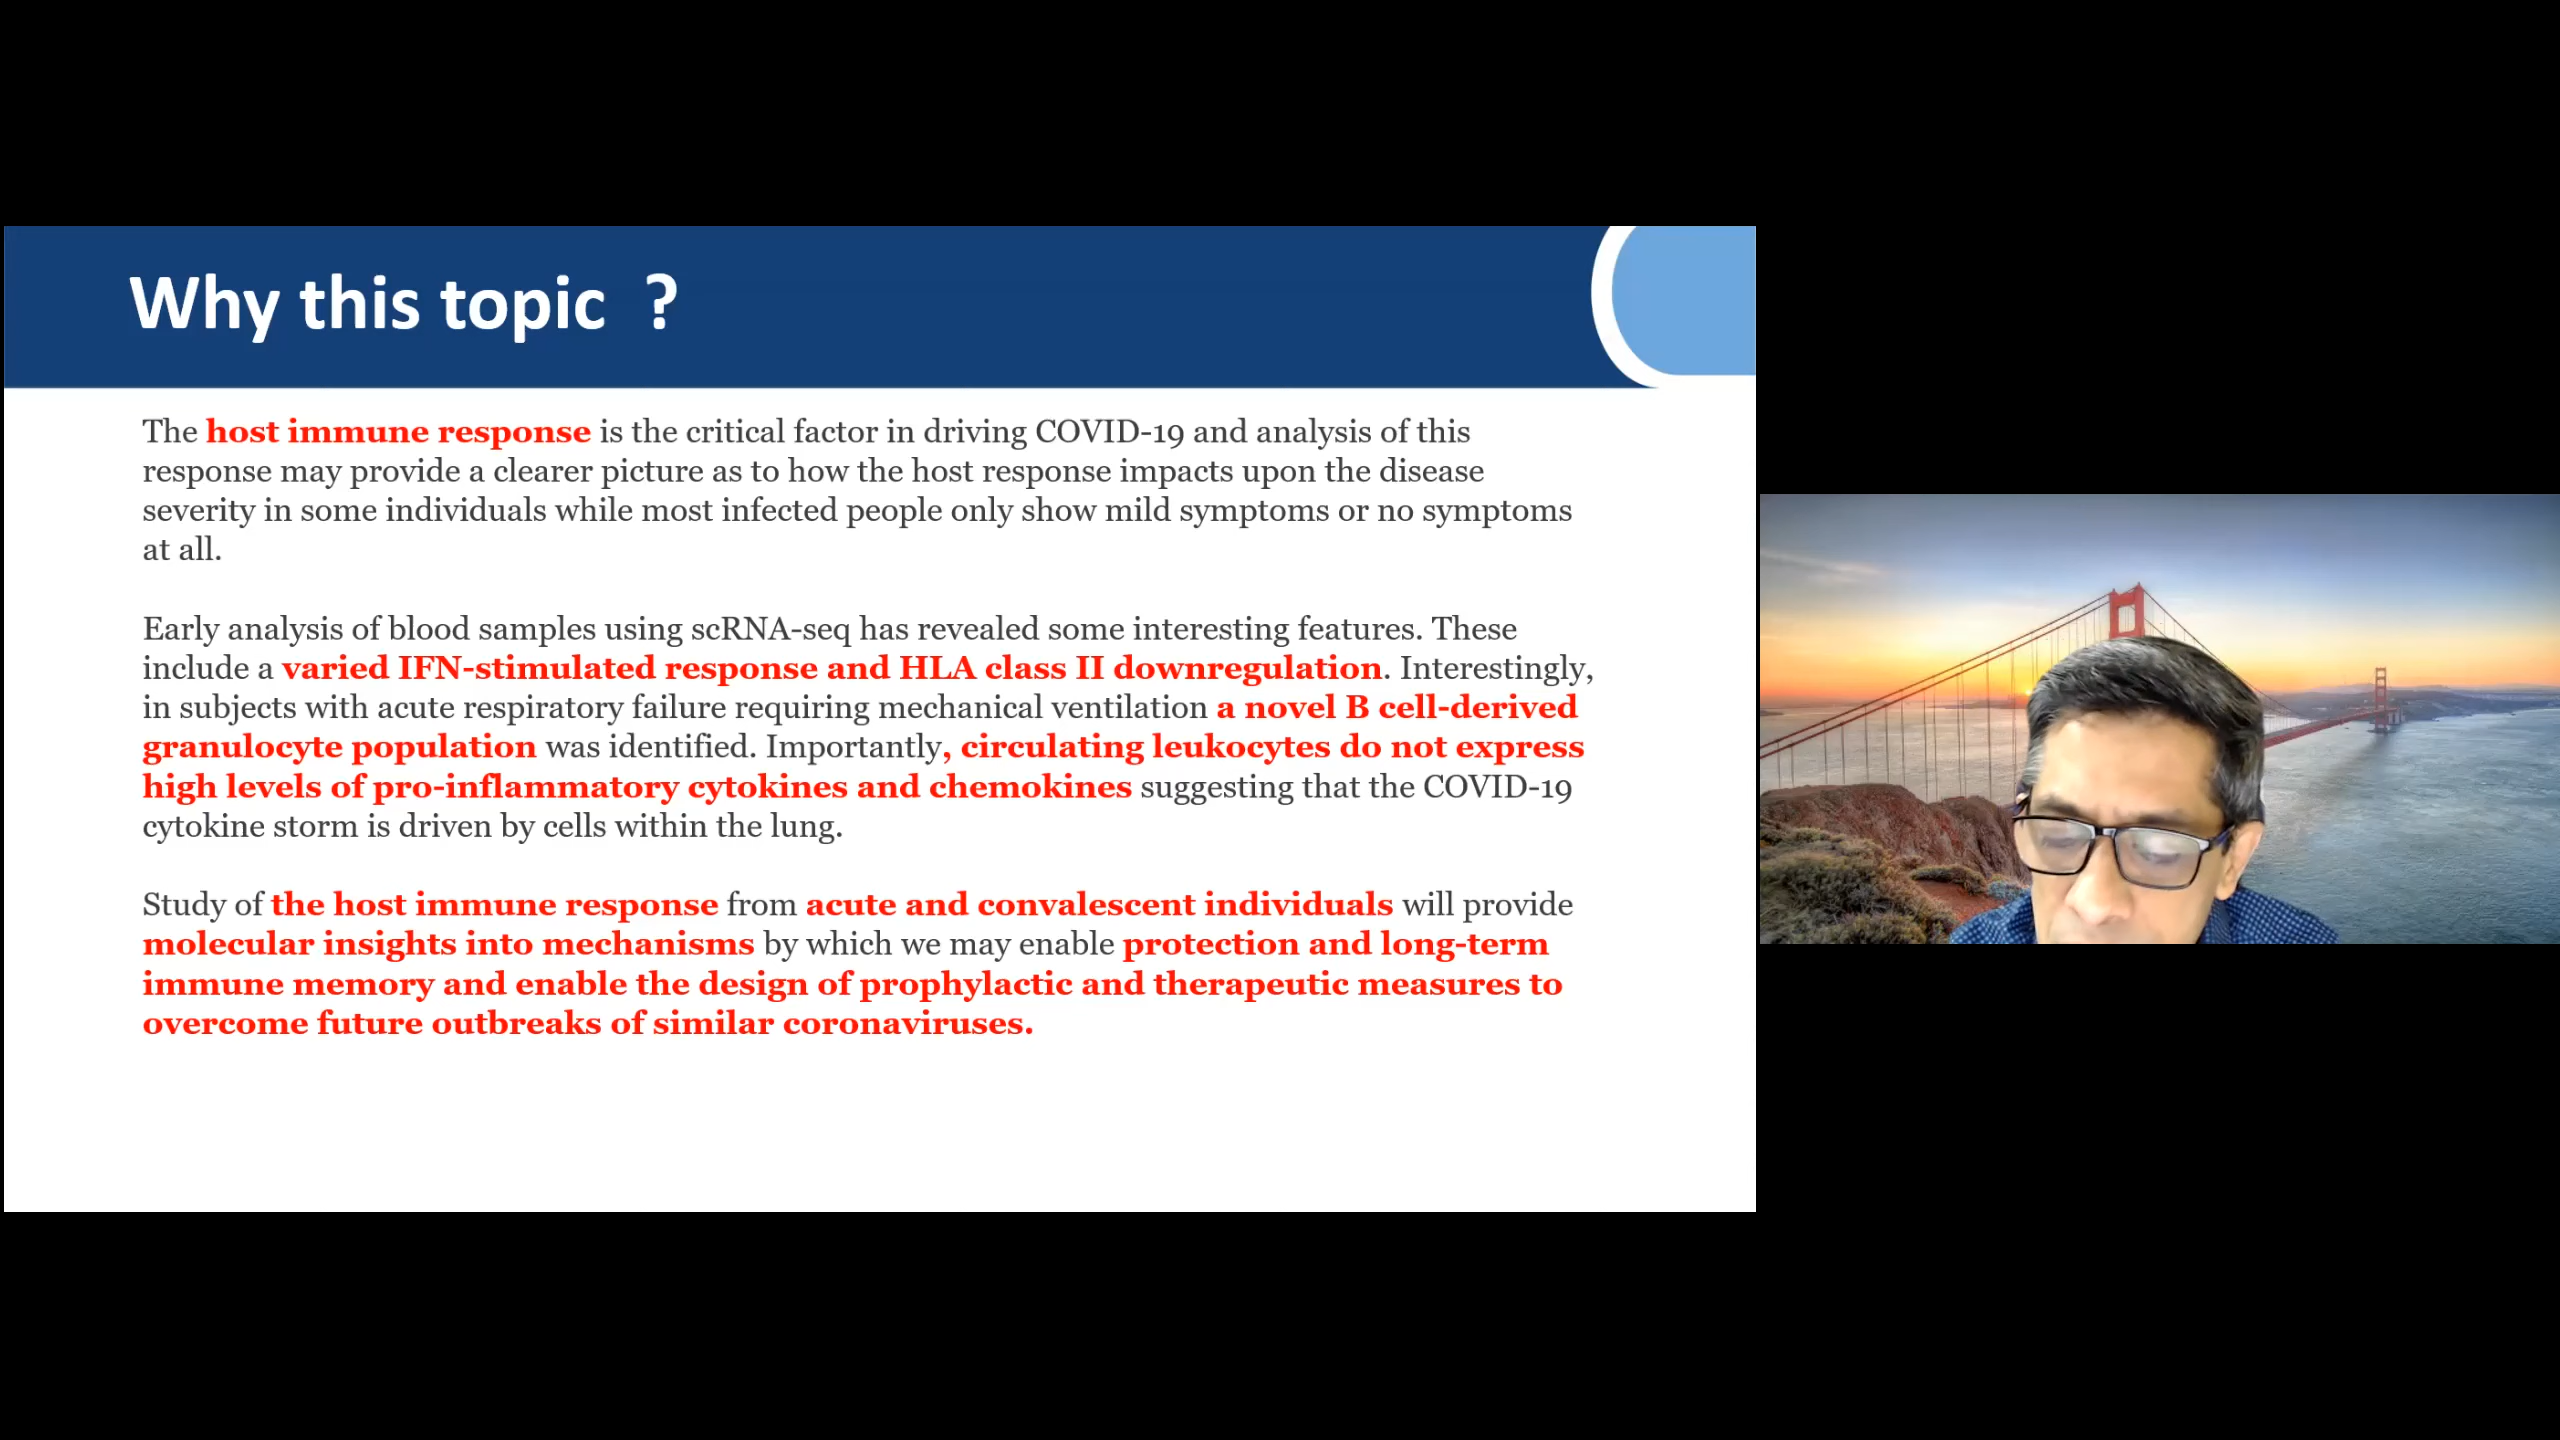 Why this topic  ?
The host immune response is the critical factor in driving COVID-19 and analysis of this
response may provide a clearer picture as to how the host response impacts upon the disease
severity in some individuals while most infected people only show mild symptoms or no symptoms
at all.
Early analysis of blood samples using scRNA-seq has revealed some interesting features. These
include a varied IFN-stimulated response and HLA class II downregulation. Interestingly,
in subjects with acute respiratory failure requiring mechanical ventilation a novel B cell-derived
granulocyte population was identified. Importantly, circulating leukocytes do not express
high levels of pro-inflammatory cytokines and chemokines suggesting that the COVID-19
cytokine storm is driven by cells within the lung.
Study of the host immune response from acute and convalescent individuals will provide
molecular insights into mechanisms by which we may enable protection and long-term
immune memory and enable the design of prophylactic and therapeutic measures to
overcome future outbreaks of similar coronaviruses.